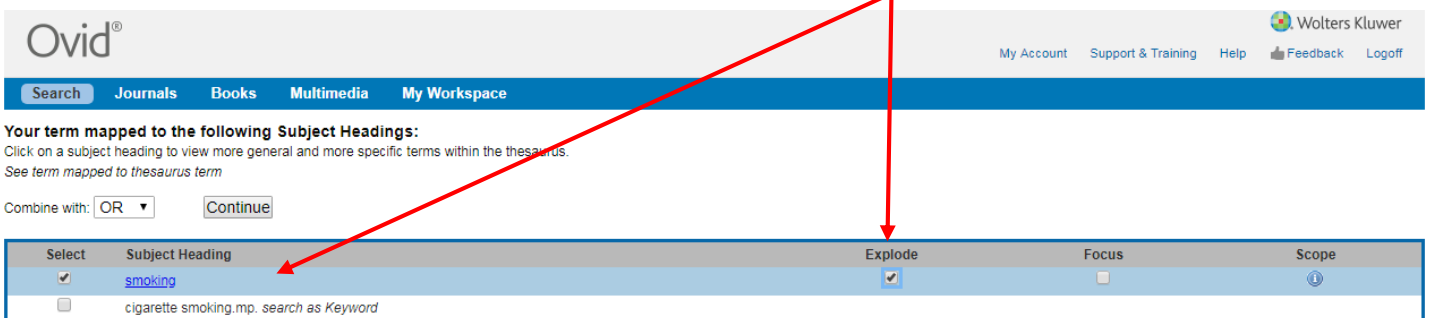 Ovid®
Wolters Kluwer
My Account Support & Training Help Feedback Logoff
Search Journals Books Multimedia My Workspace
Your term mapped to the following Subject Headings:
Click on a subject heading to view more general and more specific terms within the thesaurus.
See term mapped to thesaurus term
Combine with: OR Continue
Select Subject Heading Explode Focus Scope
smoking
cigarette smoking.mp. search as Keyword